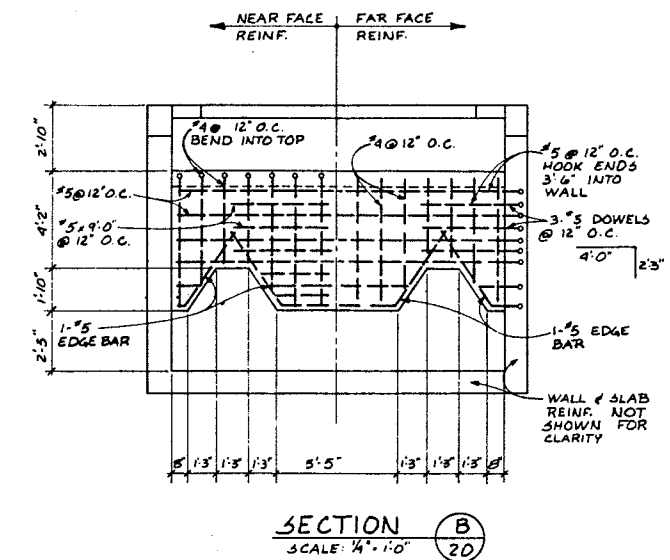 NEAR FACE
REINF.
FAR FACE
REINF.
2'-10"
4'-2"
1'-10"
2'-5"
#4 @ 12" O.C.
BEND INTO TOP
#4 @ 12" O.C.
#5 @ 12" O.C.
HOOK ENDS
3'-6" INTO
WALL
#5 @ 12" O.C.
#5 x 9'-0"
@ 12" O.C.
3-#5 DOWELS
@ 12" O.C.
4'-0"
2'-3"
1-#5
EDGE BAR
1-#5 EDGE
BAR
WALL & SLAB
REINF. NOT
SHOWN FOR
CLARITY
8" 1'-3" 1'-3" 1'-3" 5'-5" 1'-3" 1'-3" 1'-3" 8"
SECTION B
SCALE: 1/4" = 1'-0" 20